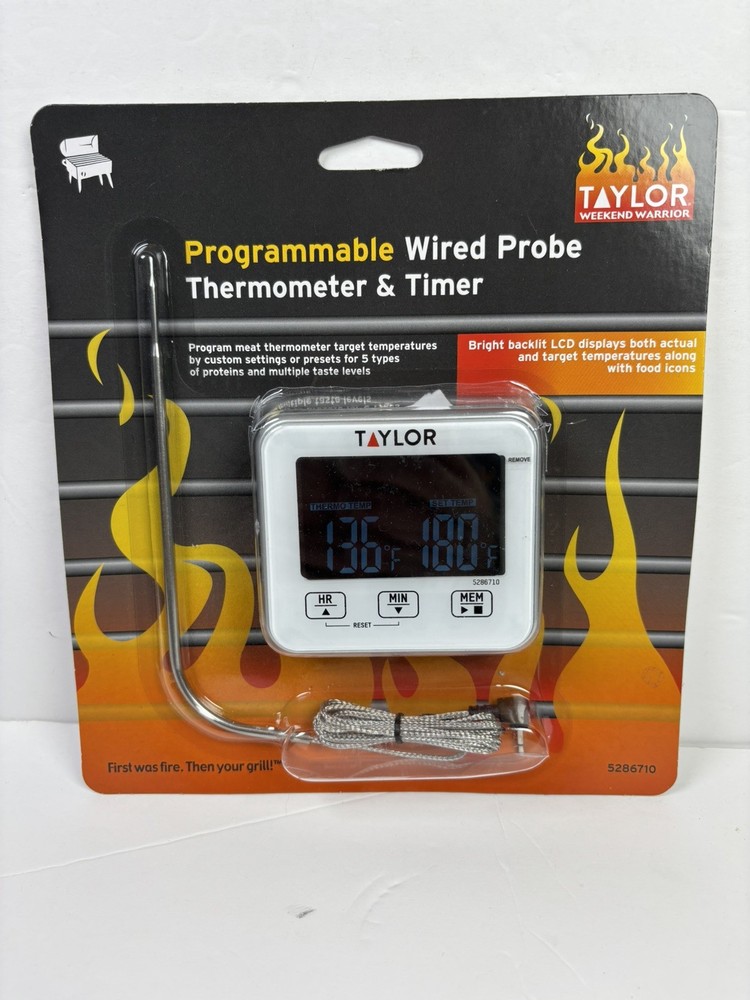 TAYLOR®
WEEKEND WARRIOR
Programmable Wired Probe
Thermometer & Timer
Program meat thermometer target temperatures
by custom settings or presets for 5 types
of proteins and multiple taste levels
Bright backlit LCD displays both actual
and target temperatures along
with food icons
TAYLOR
REMOVE
THERMO TEMP SET TEMP
136°F 180°F
5286710
HR MIN MEM
RESET
First was fire. Then your grill!™
5286710